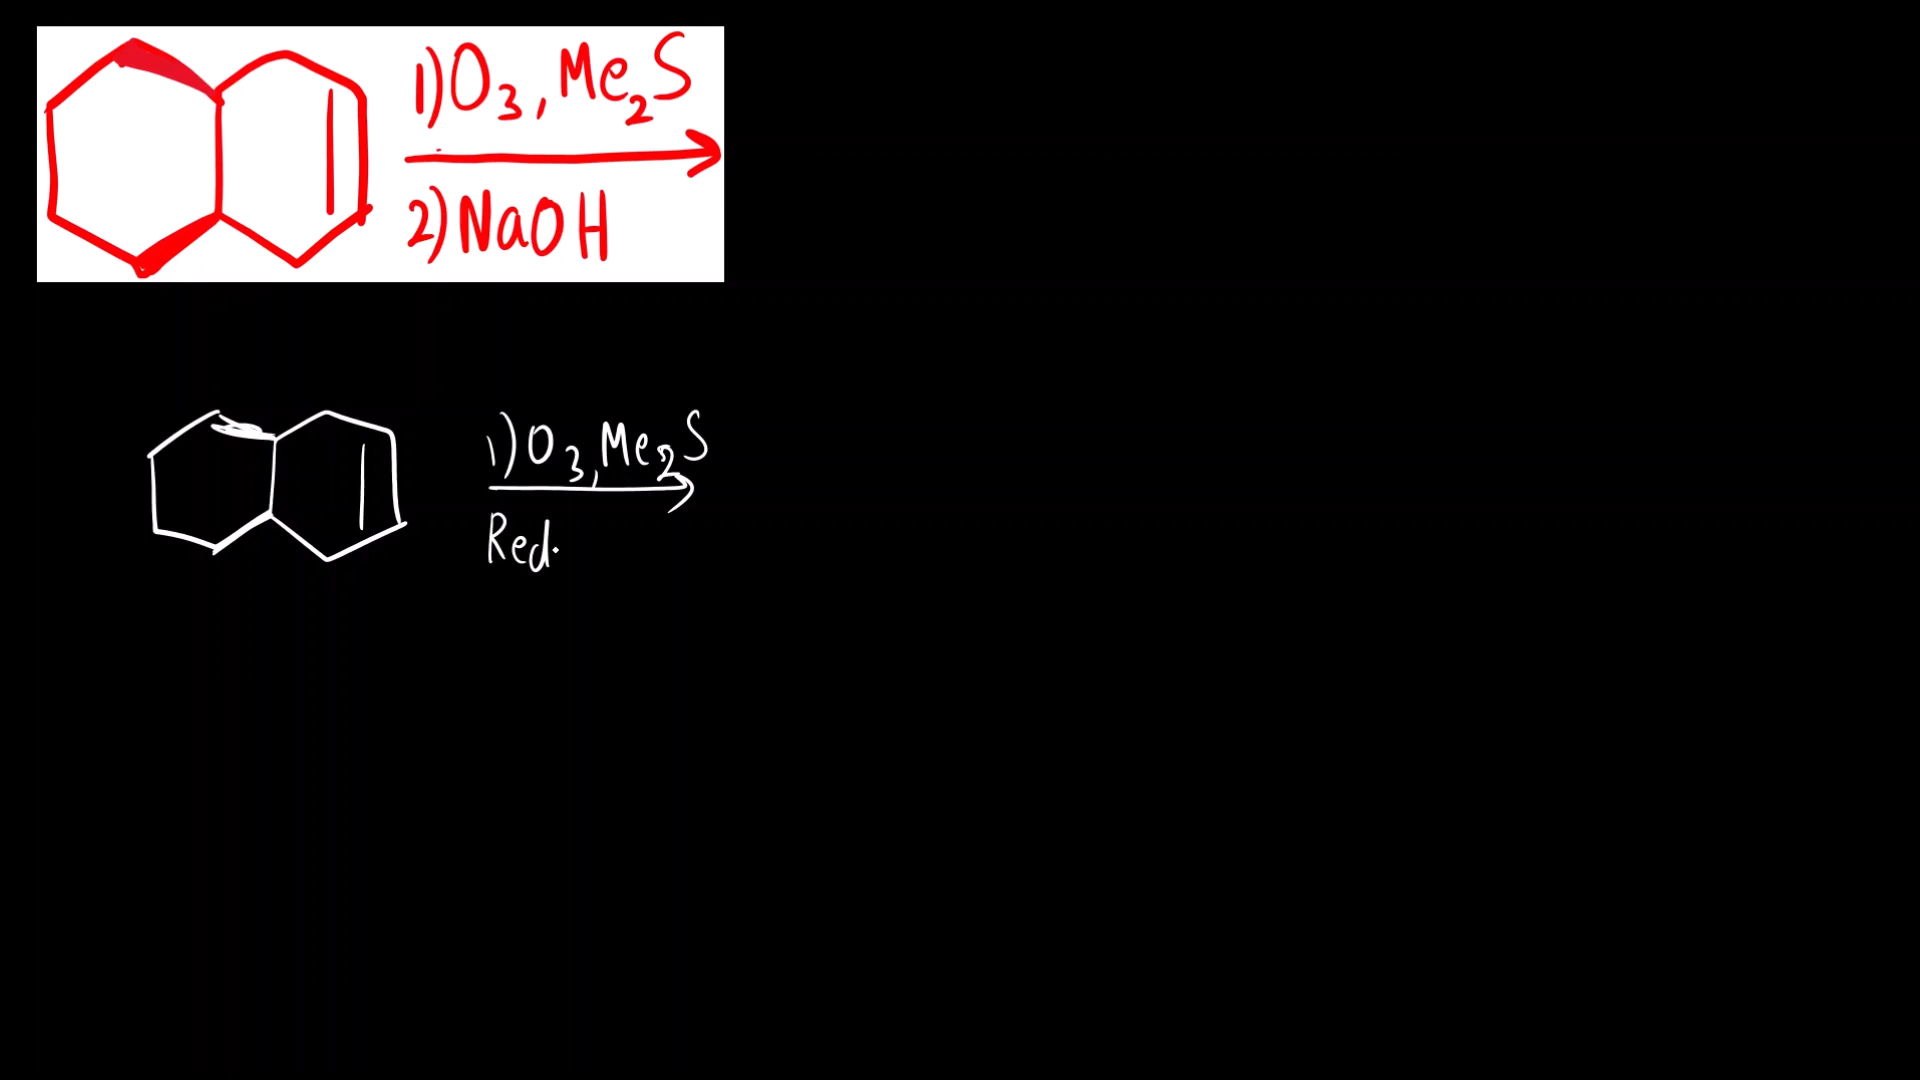 1) O₃, Me₂S
2) NaOH
1) O₃, Me₂S
Red.